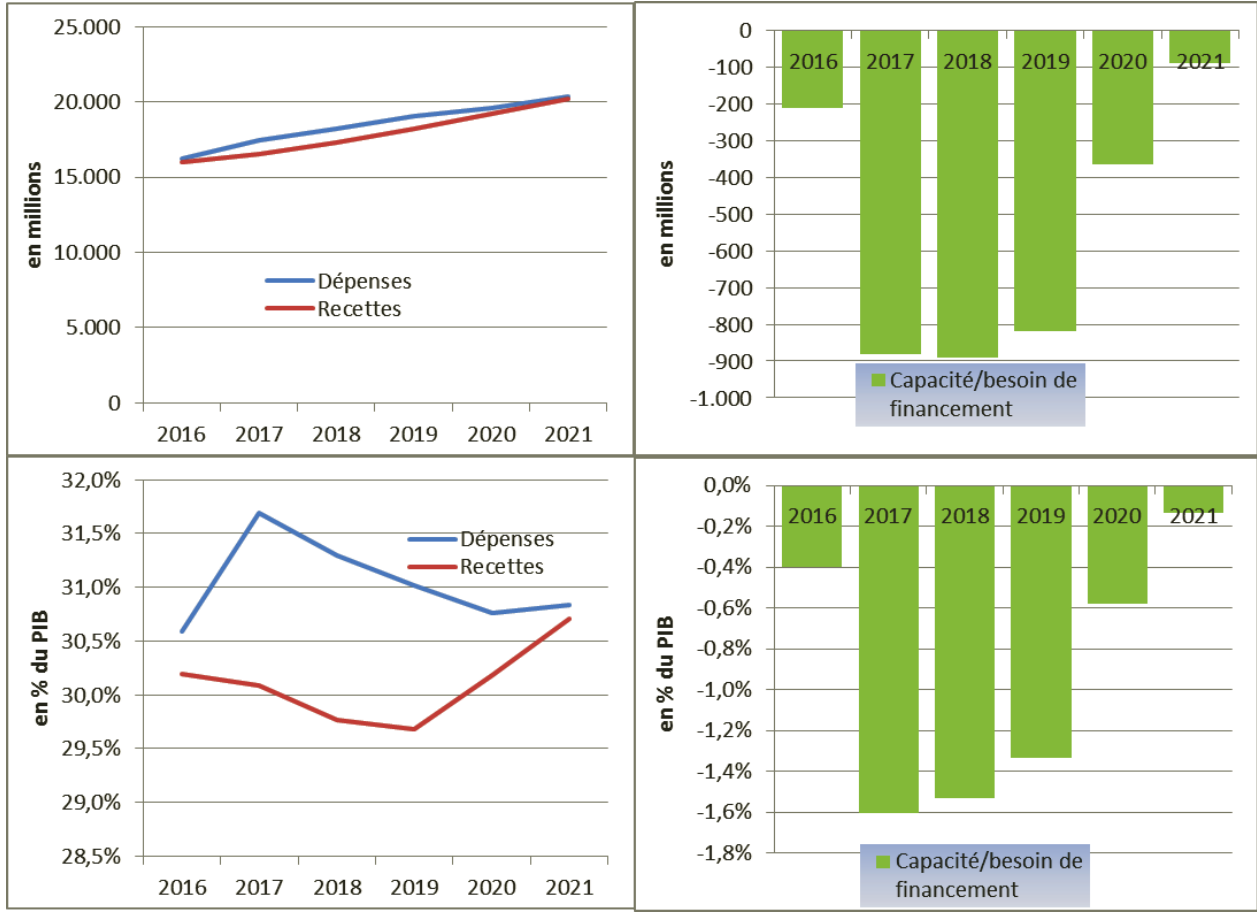 25.000
20.000
15.000
10.000
5.000
0
en millions
Dépenses
Recettes
2016 2017 2018 2019 2020 2021
0
-100
-200
-300
-400
-500
-600
-700
-800
-900
-1.000
en millions
2016 2017 2018 2019 2020 2021
Capacité/besoin de
financement
32,0%
31,5%
31,0%
30,5%
30,0%
29,5%
29,0%
28,5%
en % du PIB
Dépenses
Recettes
2016 2017 2018 2019 2020 2021
0,0%
-0,2%
-0,4%
-0,6%
-0,8%
-1,0%
-1,2%
-1,4%
-1,6%
-1,8%
en % du PIB
2016 2017 2018 2019 2020 2021
Capacité/besoin de
financement